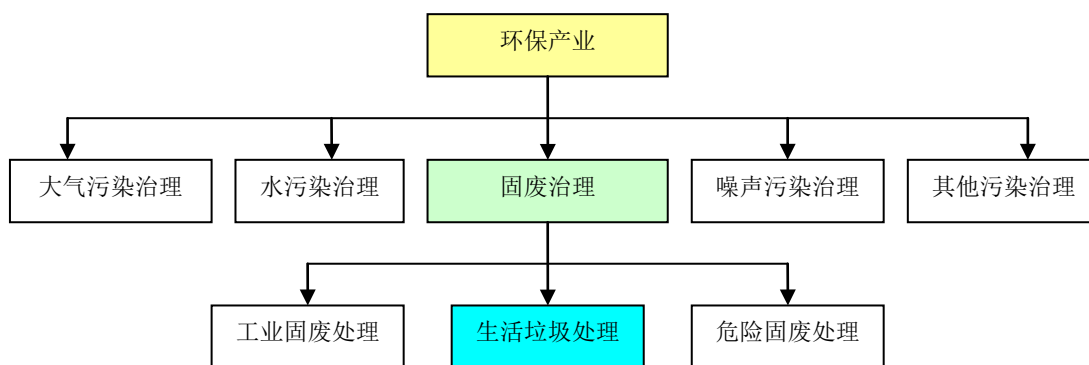 环保产业
大气污染治理
水污染治理
固废治理
噪声污染治理
其他污染治理
工业固废处理
生活垃圾处理
危险固废处理